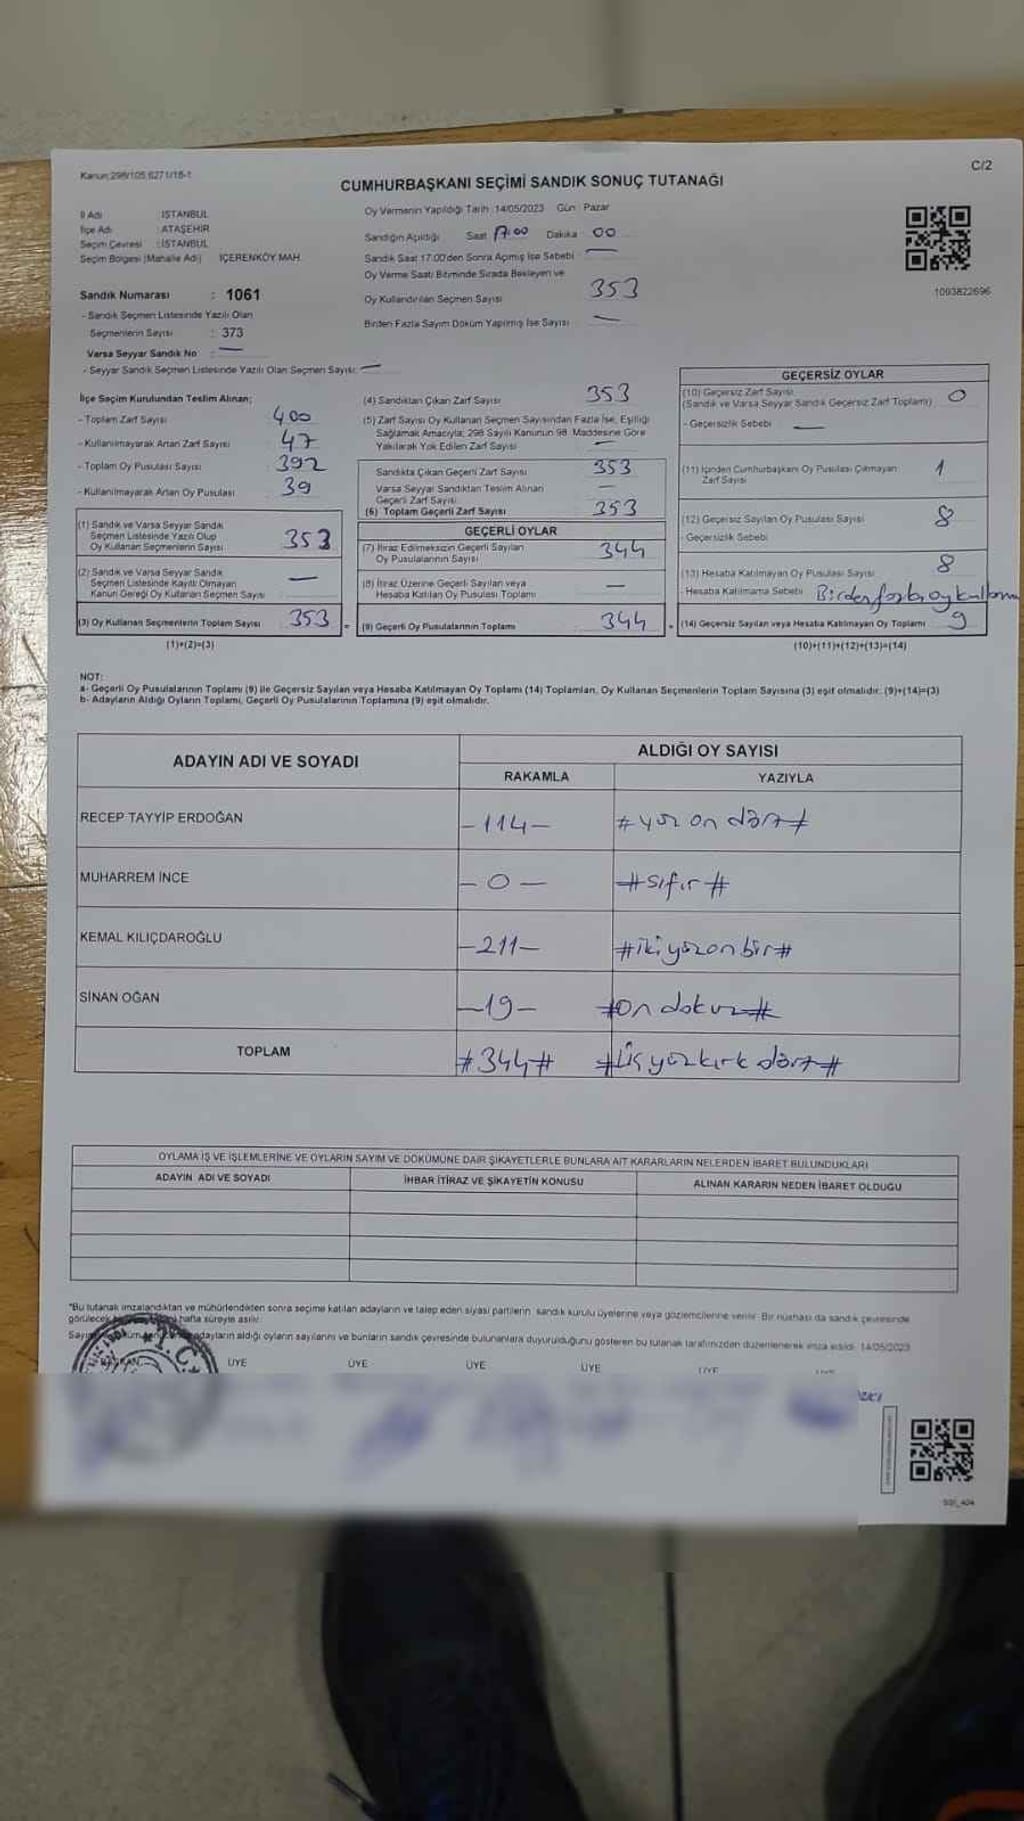 Kanun:298/105,6271/18-1
C/2
CUMHURBAŞKANI SEÇİMİ SANDIK SONUÇ TUTANAĞI
İl Adı : İSTANBUL
İlçe Adı : ATAŞEHİR
Seçim Çevresi : İSTANBUL
Seçim Bölgesi (Mahalle Adı) İÇERENKÖY MAH.
Sandık Numarası : 1061
- Sandık Seçmen Listesinde Yazılı Olan
Seçmenlerin Sayısı : 373
Varsa Seyyar Sandık No : —
- Seyyar Sandık Seçmen Listesinde Yazılı Olan Seçmen Sayısı: —
Oy Vermenin Yapıldığı Tarih :14/05/2023 Gün : Pazar
Sandığın Açıldığı Saat 17:00 Dakika 00
Sandık Saat 17:00'den Sonra Açılmış İse Sebebi : —
Oy Verme Saati Bitiminde Sırada Bekleyen ve
Oy Kullandırılan Seçmen Sayısı 353
Birden Fazla Sayım Döküm Yapılmış İse Sayısı —
1093822696
İlçe Seçim Kurulundan Teslim Alınan;
- Toplam Zarf Sayısı 400
- Kullanılmayarak Artan Zarf Sayısı 47
- Toplam Oy Pusulası Sayısı 392
- Kullanılmayarak Artan Oy Pusulası 39
(1) Sandık ve Varsa Seyyar Sandık
Seçmen Listesinde Yazılı Olup
Oy Kullanan Seçmenlerin Sayısı 353
(2) Sandık ve Varsa Seyyar Sandık
Seçmen Listesinde Kayıtlı Olmayan
Kanun Gereği Oy Kullanan Seçmen Sayısı —
(3) Oy Kullanan Seçmenlerin Toplam Sayısı 353
(1)+(2)=(3)
(4) Sandıktan Çıkan Zarf Sayısı 353
(5) Zarf Sayısı Oy Kullanan Seçmen Sayısından Fazla İse, Eşitliği
Sağlamak Amacıyla; 298 Sayılı Kanunun 98. Maddesine Göre
Yakılarak Yok Edilen Zarf Sayısı —
Sandıkta Çıkan Geçerli Zarf Sayısı 353
Varsa Seyyar Sandıktan Teslim Alınan
Geçerli Zarf Sayısı —
(6) Toplam Geçerli Zarf Sayısı 353
GEÇERLİ OYLAR
(7) İtiraz Edilmeksizin Geçerli Sayılan
Oy Pusulalarının Sayısı 344
(8) İtiraz Üzerine Geçerli Sayılan veya
Hesaba Katılan Oy Pusulası Toplamı —
= (9) Geçerli Oy Pusulalarının Toplamı 344
GEÇERSİZ OYLAR
(10) Geçersiz Zarf Sayısı
(Sandık ve Varsa Seyyar Sandık Geçersiz Zarf Toplamı) 0
- Geçersizlik Sebebi : —
(11) İçinden Cumhurbaşkanı Oy Pusulası Çıkmayan
Zarf Sayısı 1
(12) Geçersiz Sayılan Oy Pusulası Sayısı 8
- Geçersizlik Sebebi :
(13) Hesaba Katılmayan Oy Pusulası Sayısı 8
- Hesaba Katılmama Sebebi : Birden fazla oy kullanma
+ (14) Geçersiz Sayılan veya Hesaba Katılmayan Oy Toplamı 9
(10)+(11)+(12)+(13)=(14)
NOT:
a- Geçerli Oy Pusulalarının Toplamı (9) ile Geçersiz Sayılan veya Hesaba Katılmayan Oy Toplamı (14) Toplamları, Oy Kullanan Seçmenlerin Toplam Sayısına (3) eşit olmalıdır. (9)+(14)=(3)
b- Adayların Aldığı Oyların Toplamı, Geçerli Oy Pusulalarının Toplamına (9) eşit olmalıdır.
ADAYIN ADI VE SOYADI
ALDIĞI OY SAYISI
RAKAMLA YAZIYLA
RECEP TAYYİP ERDOĞAN -114- #yüz on dört#
MUHARREM İNCE -0- #sıfır#
KEMAL KILIÇDAROĞLU -211- #ikiyüzonbir#
SİNAN OĞAN -19- #on dokuz#
TOPLAM #344# #üçyüzkırk dört#
OYLAMA İŞ VE İŞLEMLERİNE VE OYLARIN SAYIM VE DÖKÜMÜNE DAİR ŞİKAYETLERLE BUNLARA AİT KARARLARIN NELERDEN İBARET BULUNDUKLARI
ADAYIN ADI VE SOYADI İHBAR İTİRAZ VE ŞİKAYETİN KONUSU ALINAN KARARIN NEDEN İBARET OLDUĞU
*Bu tutanak imzalandıktan ve mühürlendikten sonra seçime katılan adayların ve talep eden siyasi partilerin, sandık kurulu üyelerine veya gözlemcilerine verilir. Bir nüshası da sandık çevresinde
görülecek hafta süreyle asılır.
adayların aldığı oyların sayılarını ve bunların sandık çevresinde bulunanlara duyurulduğunu gösteren bu tutanak tarafımızdan düzenlenerek imza edildi. 14/05/2023
T.C.
BAŞKAN ÜYE ÜYE ÜYE ÜYE ÜYE